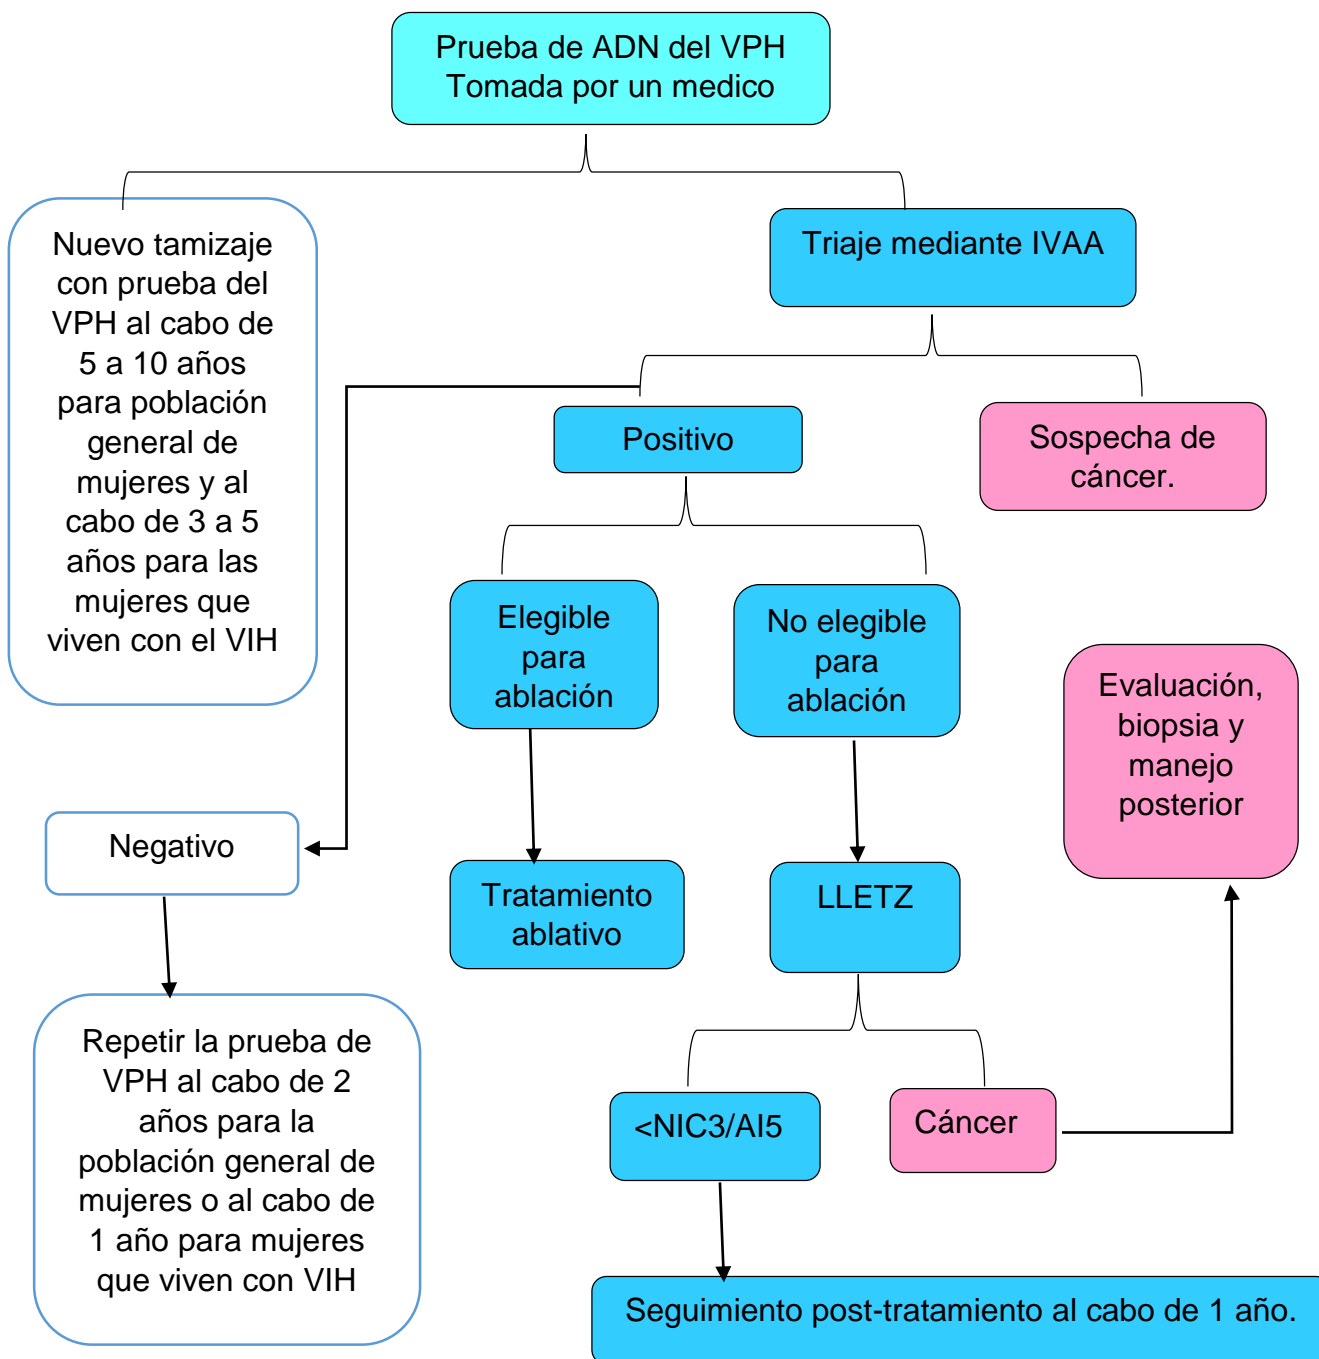 Prueba de ADN del VPH
Tomada por un medico
Nuevo tamizaje
con prueba del
VPH al cabo de
5 a 10 años
para población
general de
mujeres y al
cabo de 3 a 5
años para las
mujeres que
viven con el VIH
Triaje mediante IVAA
Positivo
Sospecha de
cáncer.
Elegible
para
ablación
No elegible
para
ablación
Evaluación,
biopsia y
manejo
posterior
Negativo
Tratamiento
ablativo
LLETZ
Repetir la prueba de
VPH al cabo de 2
años para la
población general de
mujeres o al cabo de
1 año para mujeres
que viven con VIH
<NIC3/AI5
Cáncer
Seguimiento post-tratamiento al cabo de 1 año.